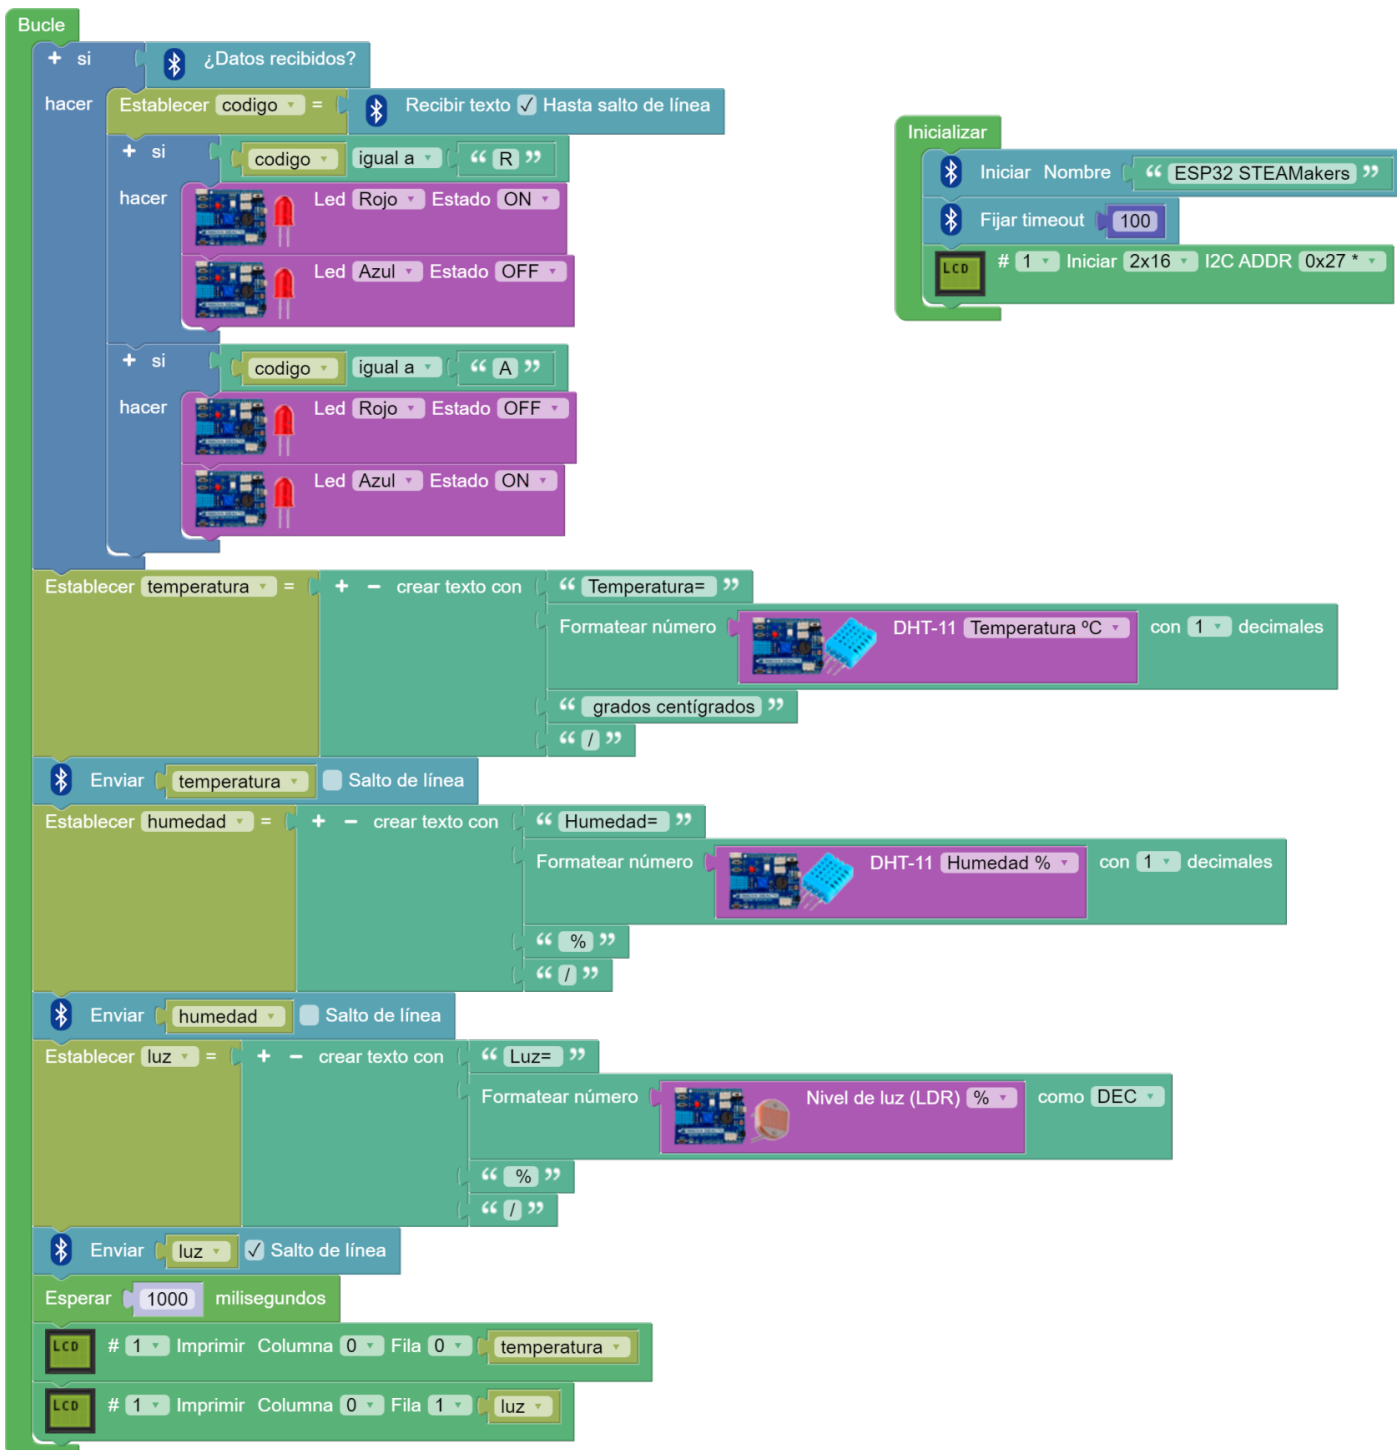 Bucle
si ¿Datos recibidos?
hacer Establecer codigo = Recibir texto ✓ Hasta salto de línea
si codigo igual a “ R ”
hacer Led Rojo Estado ON
Led Azul Estado OFF
si codigo igual a “ A ”
hacer Led Rojo Estado OFF
Led Azul Estado ON
Establecer temperatura = + − crear texto con “ Temperatura= ”
Formatear número DHT-11 Temperatura ºC con 1 decimales
“ grados centígrados ”
“ / ”
Enviar temperatura Salto de línea
Establecer humedad = + − crear texto con “ Humedad= ”
Formatear número DHT-11 Humedad % con 1 decimales
“ % ”
“ / ”
Enviar humedad Salto de línea
Establecer luz = + − crear texto con “ Luz= ”
Formatear número Nivel de luz (LDR) % como DEC
“ % ”
“ / ”
Enviar luz ✓ Salto de línea
Esperar 1000 milisegundos
LCD # 1 Imprimir Columna 0 Fila 0 temperatura
LCD # 1 Imprimir Columna 0 Fila 1 luz
Inicializar
Iniciar Nombre “ ESP32 STEAMakers ”
Fijar timeout 100
LCD # 1 Iniciar 2x16 I2C ADDR 0x27 *